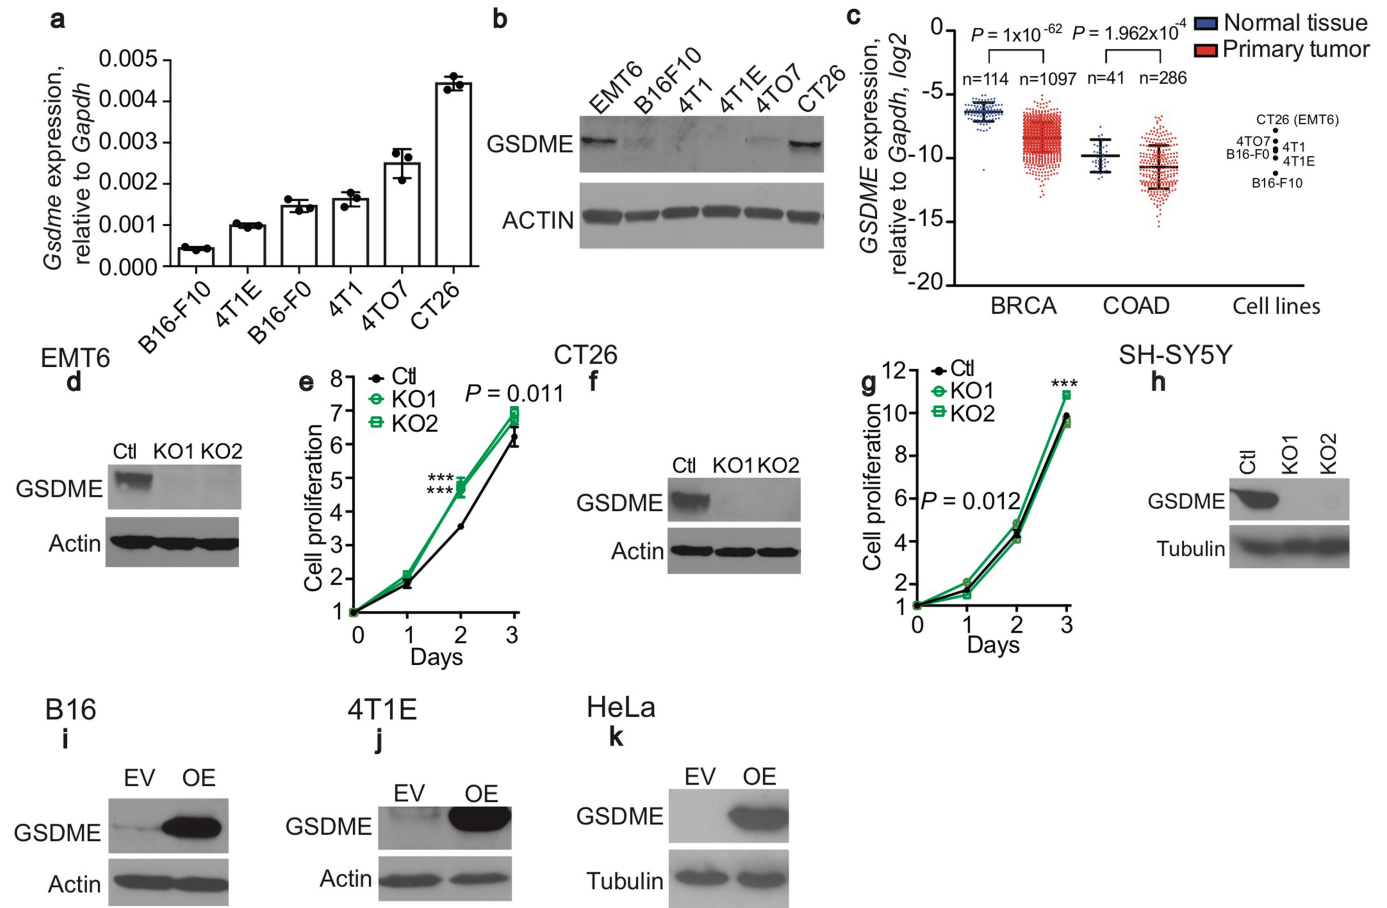 a
Gsdme expression,
relative to Gapdh
0.005
0.004
0.003
0.002
0.001
0.000
B16-F10
4T1E
B16-F0
4T1
4TO7
CT26
b
EMT6
B16F10
4T1
4T1E
4TO7
CT26
GSDME
ACTIN
c
GSDME expression,
relative to Gapdh, log2
0
-5
-10
-15
-20
P = 1x10-62
P = 1.962x10-4
Normal tissue
Primary tumor
n=114
n=1097
n=41
n=286
CT26 (EMT6)
4TO7
4T1
B16-F0
4T1E
B16-F10
BRCA
COAD
Cell lines
EMT6
d
Ctl
KO1
KO2
GSDME
Actin
e
Cell proliferation
8
7
6
5
4
3
2
1
Ctl
KO1
KO2
P = 0.011
***
***
0
1
2
3
Days
CT26
f
Ctl
KO1
KO2
GSDME
Actin
g
Cell proliferation
12
10
8
6
4
2
1
Ctl
KO1
KO2
***
P = 0.012
0
1
2
3
Days
SH-SY5Y
h
Ctl
KO1
KO2
GSDME
Tubulin
B16
i
EV
OE
GSDME
Actin
4T1E
j
EV
OE
GSDME
Actin
HeLa
k
EV
OE
GSDME
Tubulin